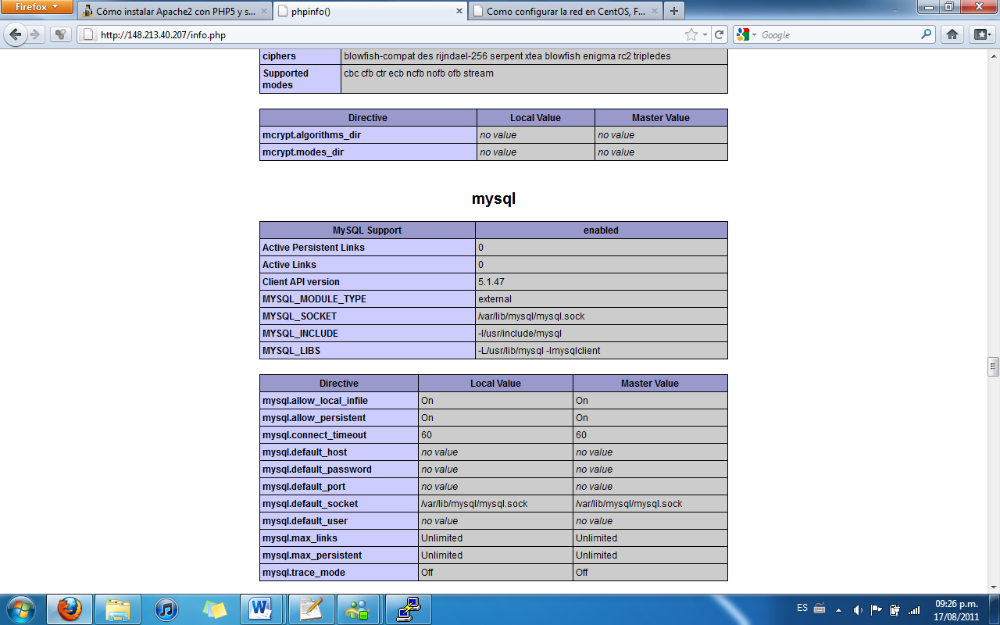 Firefox
Cómo instalar Apache2 con PHP5 y s...
phpinfo()
Como configurar la red en CentOS, F...
http://148.213.40.207/info.php
Google
ciphers blowfish-compat des rijndael-256 serpent xtea blowfish enigma rc2 tripledes
Supported modes cbc cfb ctr ecb ncfb nofb ofb stream
Directive Local Value Master Value
mcrypt.algorithms_dir no value no value
mcrypt.modes_dir no value no value
mysql
MySQL Support enabled
Active Persistent Links 0
Active Links 0
Client API version 5.1.47
MYSQL_MODULE_TYPE external
MYSQL_SOCKET /var/lib/mysql/mysql.sock
MYSQL_INCLUDE -I/usr/include/mysql
MYSQL_LIBS -L/usr/lib/mysql -lmysqlclient
Directive Local Value Master Value
mysql.allow_local_infile On On
mysql.allow_persistent On On
mysql.connect_timeout 60 60
mysql.default_host no value no value
mysql.default_password no value no value
mysql.default_port no value no value
mysql.default_socket /var/lib/mysql/mysql.sock /var/lib/mysql/mysql.sock
mysql.default_user no value no value
mysql.max_links Unlimited Unlimited
mysql.max_persistent Unlimited Unlimited
mysql.trace_mode Off Off
ES
09:26 p.m.
17/08/2011